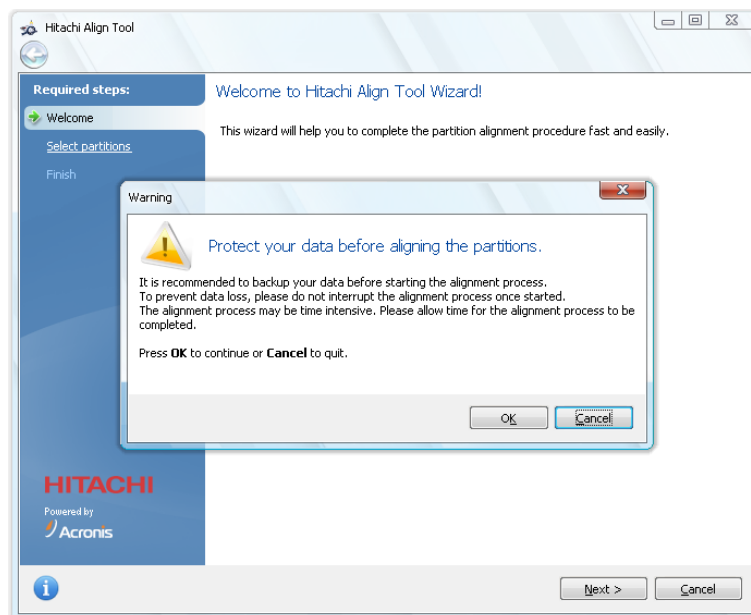 Hitachi Align Tool
Required steps:
Welcome
Select partitions
Finish
Welcome to Hitachi Align Tool Wizard!
This wizard will help you to complete the partition alignment procedure fast and easily.
Warning
Protect your data before aligning the partitions.
It is recommended to backup your data before starting the alignment process.
To prevent data loss, please do not interrupt the alignment process once started.
The alignment process may be time intensive. Please allow time for the alignment process to be
completed.
Press OK to continue or Cancel to quit.
OK
Cancel
HITACHI
Powered by
Acronis
Next >
Cancel